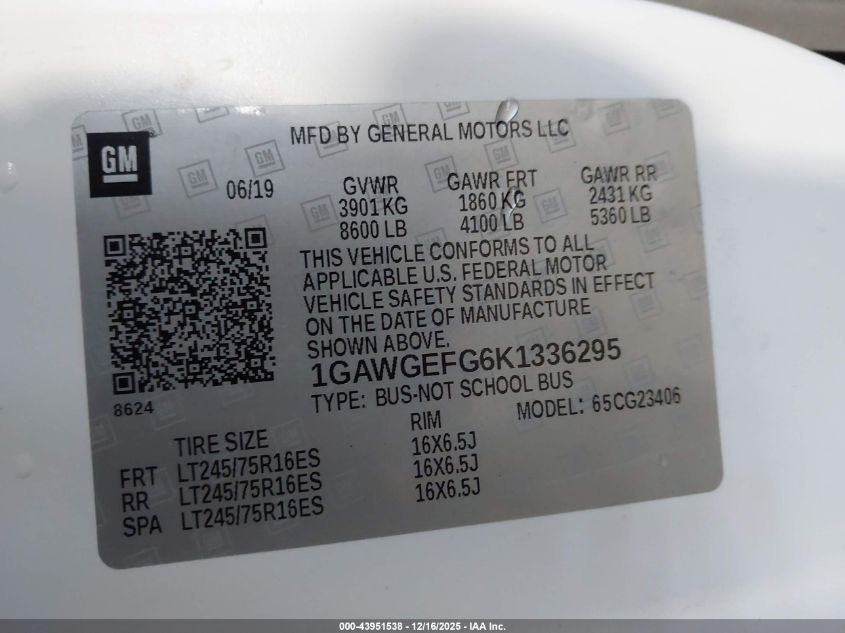 MFD BY GENERAL MOTORS LLC
GM
06/19 GVWR GAWR FRT GAWR RR
3901 KG 1860 KG 2431 KG
8600 LB 4100 LB 5360 LB
THIS VEHICLE CONFORMS TO ALL
APPLICABLE U.S. FEDERAL MOTOR
VEHICLE SAFETY STANDARDS IN EFFECT
ON THE DATE OF MANUFACTURE
SHOWN ABOVE.
1GAWGEFG6K1336295
8624 TYPE: BUS-NOT SCHOOL BUS
MODEL: 65CG23406
TIRE SIZE RIM
FRT LT245/75R16ES 16X6.5J
RR LT245/75R16ES 16X6.5J
SPA LT245/75R16ES 16X6.5J
000-43951538 - 12/16/2025 - IAA Inc.